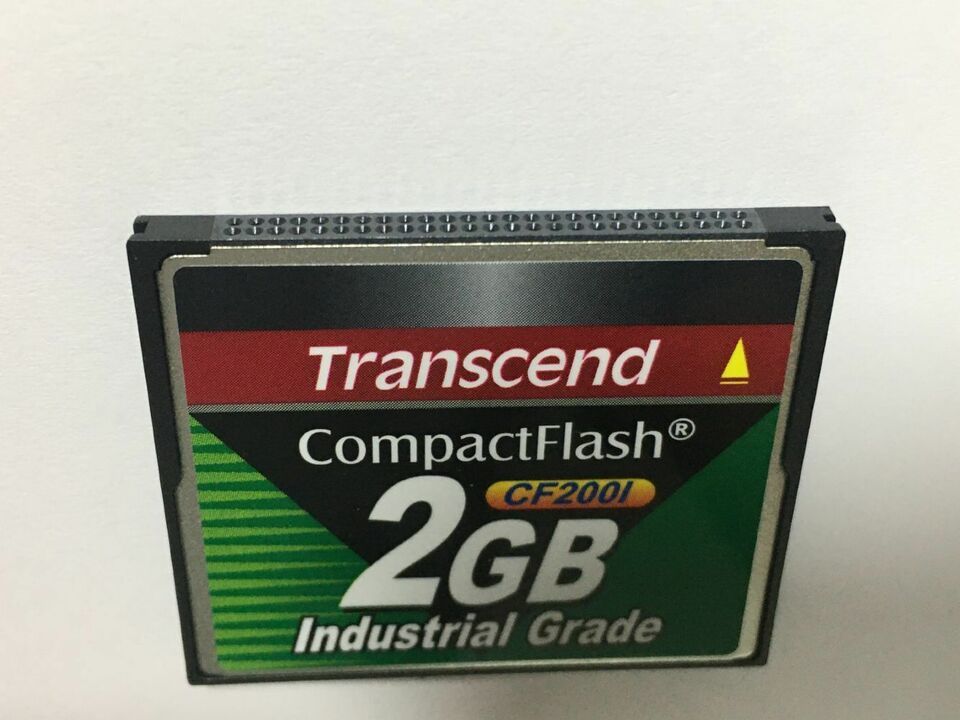 Transcend
CompactFlash®
CF200I
2GB
Industrial Grade